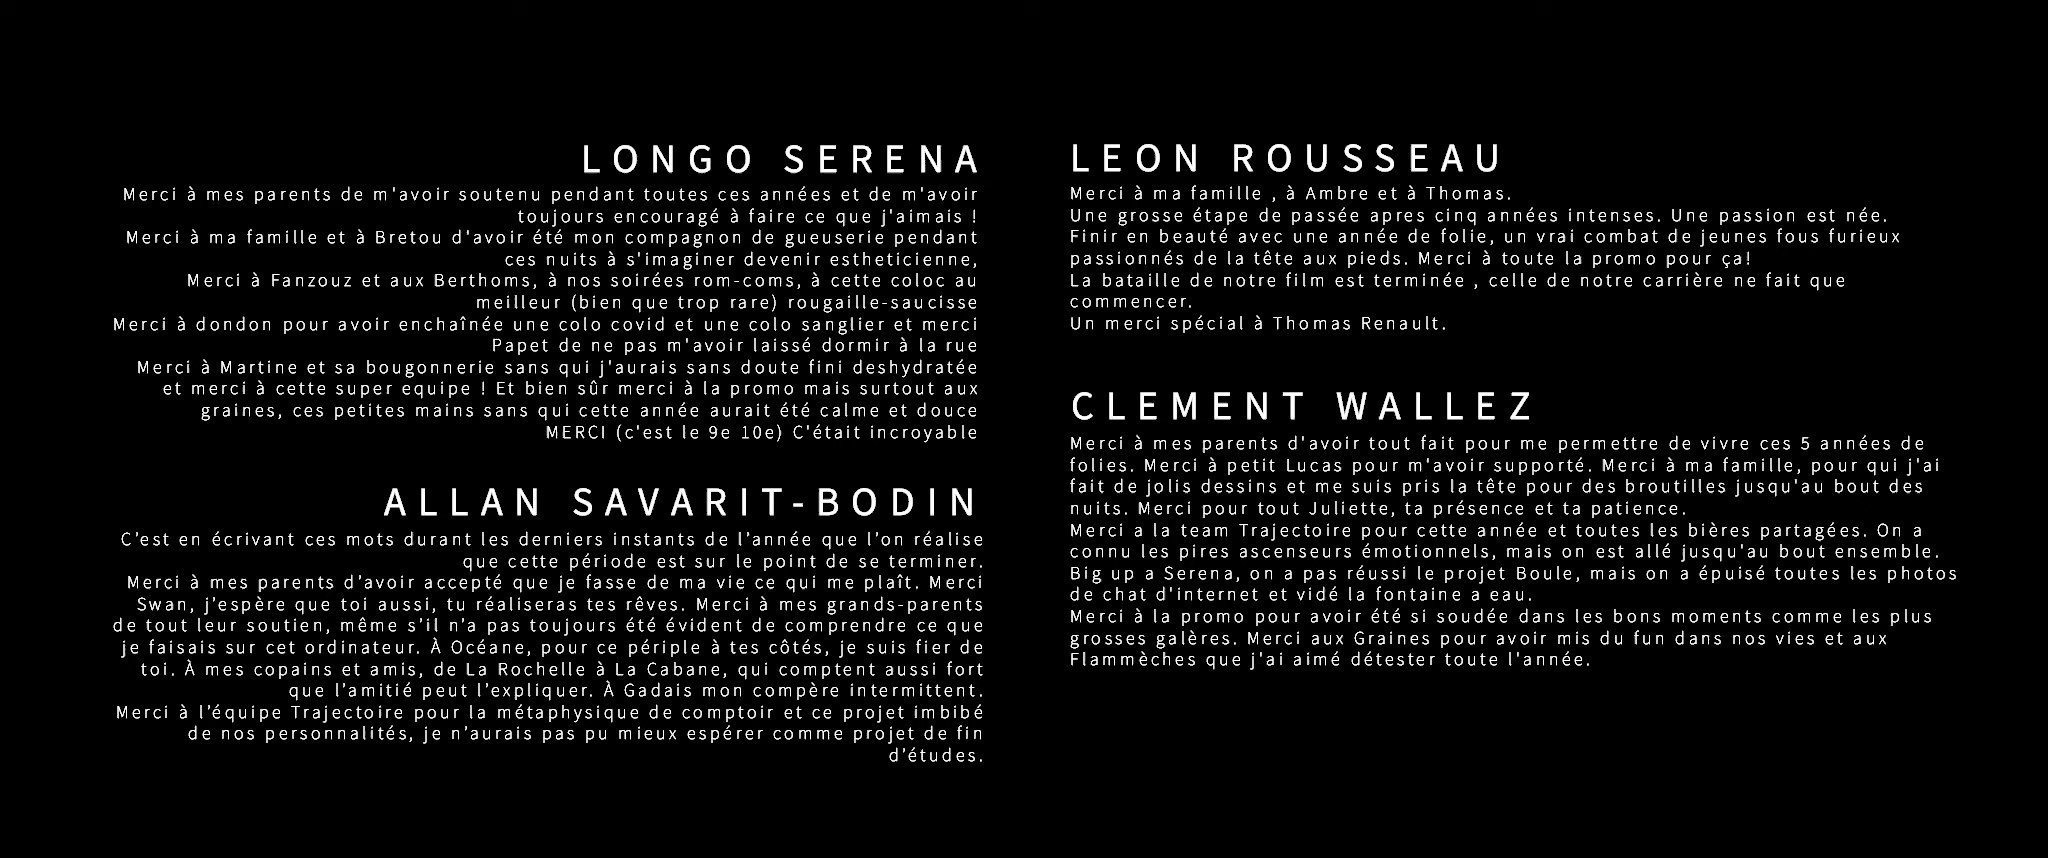 LONGO SERENA
Merci à mes parents de m'avoir soutenu pendant toutes ces années et de m'avoir
toujours encouragé à faire ce que j'aimais !
Merci à ma famille et à Bretou d'avoir été mon compagnon de gueuserie pendant
ces nuits à s'imaginer devenir estheticienne,
Merci à Fanzouz et aux Berthoms, à nos soirées rom-coms, à cette coloc au
meilleur (bien que trop rare) rougaille-saucisse
Merci à dondon pour avoir enchaînée une colo covid et une colo sanglier et merci
Papet de ne pas m'avoir laissé dormir à la rue
Merci à Martine et sa bougonnerie sans qui j'aurais sans doute fini deshydratée
et merci à cette super equipe ! Et bien sûr merci à la promo mais surtout aux
graines, ces petites mains sans qui cette année aurait été calme et douce
MERCI (c'est le 9e 10e) C'était incroyable
ALLAN SAVARIT-BODIN
C’est en écrivant ces mots durant les derniers instants de l’année que l’on réalise
que cette période est sur le point de se terminer.
Merci à mes parents d’avoir accepté que je fasse de ma vie ce qui me plaît. Merci
Swan, j’espère que toi aussi, tu réaliseras tes rêves. Merci à mes grands-parents
de tout leur soutien, même s’il n’a pas toujours été évident de comprendre ce que
je faisais sur cet ordinateur. À Océane, pour ce périple à tes côtés, je suis fier de
toi. À mes copains et amis, de La Rochelle à La Cabane, qui comptent aussi fort
que l’amitié peut l’expliquer. À Gadais mon compère intermittent.
Merci à l’équipe Trajectoire pour la métaphysique de comptoir et ce projet imbibé
de nos personnalités, je n’aurais pas pu mieux espérer comme projet de fin
d’études.
LEON ROUSSEAU
Merci à ma famille , à Ambre et à Thomas.
Une grosse étape de passée apres cinq années intenses. Une passion est née.
Finir en beauté avec une année de folie, un vrai combat de jeunes fous furieux
passionnés de la tête aux pieds. Merci à toute la promo pour ça!
La bataille de notre film est terminée , celle de notre carrière ne fait que
commencer.
Un merci spécial à Thomas Renault.
CLEMENT WALLEZ
Merci à mes parents d'avoir tout fait pour me permettre de vivre ces 5 années de
folies. Merci à petit Lucas pour m'avoir supporté. Merci à ma famille, pour qui j'ai
fait de jolis dessins et me suis pris la tête pour des broutilles jusqu'au bout des
nuits. Merci pour tout Juliette, ta présence et ta patience.
Merci a la team Trajectoire pour cette année et toutes les bières partagées. On a
connu les pires ascenseurs émotionnels, mais on est allé jusqu'au bout ensemble.
Big up a Serena, on a pas réussi le projet Boule, mais on a épuisé toutes les photos
de chat d'internet et vidé la fontaine a eau.
Merci à la promo pour avoir été si soudée dans les bons moments comme les plus
grosses galères. Merci aux Graines pour avoir mis du fun dans nos vies et aux
Flammèches que j'ai aimé détester toute l'année.